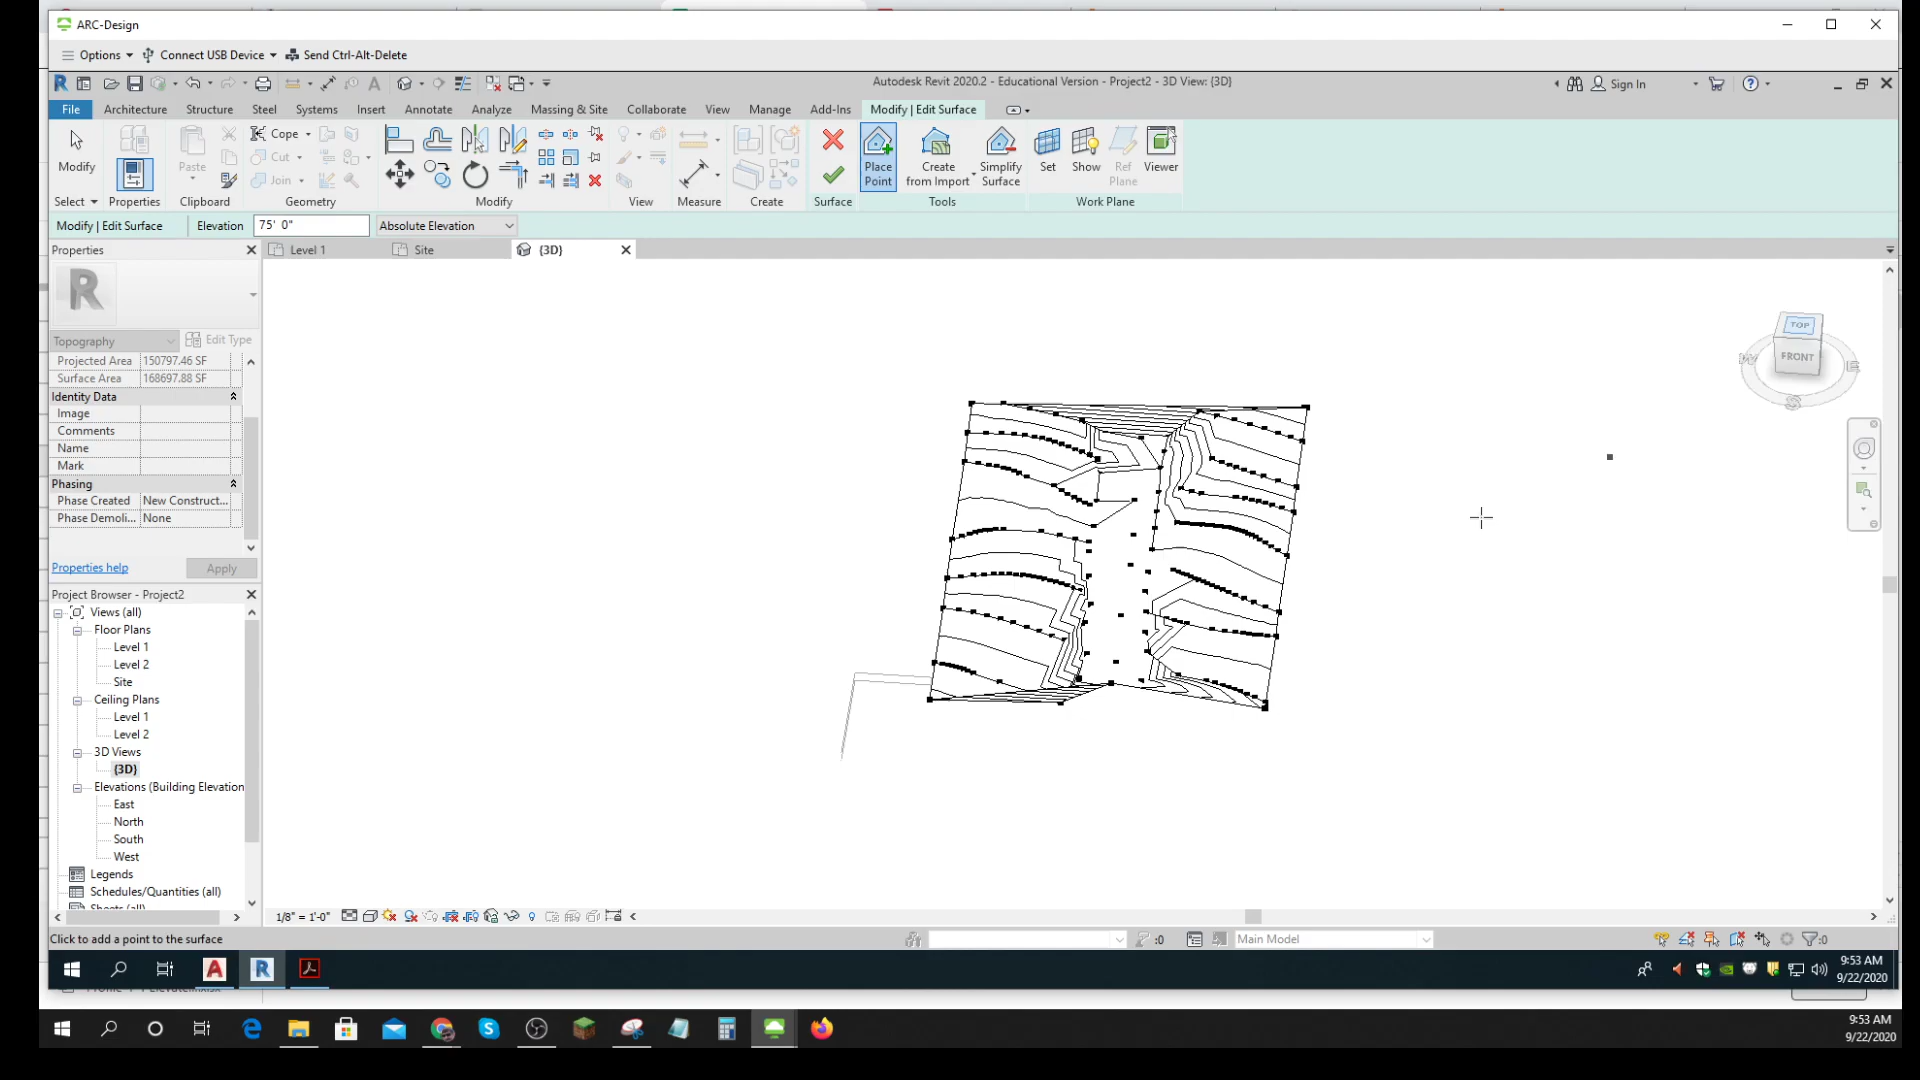 ARC-Design
Options
Connect USB Device
Send Ctrl-Alt-Delete
Autodesk Revit 2020.2 - Educational Version - Project2 - 3D View: {3D}
Sign In
File
Architecture
Structure
Steel
Systems
Insert
Annotate
Analyze
Massing & Site
Collaborate
View
Manage
Add-Ins
Modify | Edit Surface
Modify
Paste
Cope
Cut
Join
Place
Point
Create
from Import
Simplify
Surface
Set
Show
Ref
Plane
Viewer
Select
Properties
Clipboard
Geometry
Modify
View
Measure
Create
Surface
Tools
Work Plane
Modify | Edit Surface
Elevation
75' 0"
Absolute Elevation
Properties
Level 1
Site
{3D}
R
Topography
Edit Type
Projected Area 150797.46 SF
Surface Area 168697.88 SF
Identity Data
Image
Comments
Name
Mark
Phasing
Phase Created New Construct...
Phase Demoli... None
Properties help
Apply
TOP
FRONT
S
E
Project Browser - Project2
Views (all)
Floor Plans
Level 1
Level 2
Site
Ceiling Plans
Level 1
Level 2
3D Views
{3D}
Elevations (Building Elevation
East
North
South
West
Legends
Schedules/Quantities (all)
Sheets (all)
1/8" = 1'-0"
Click to add a point to the surface
:0
Main Model
:0
9:53 AM
9/22/2020
9:53 AM
9/22/2020